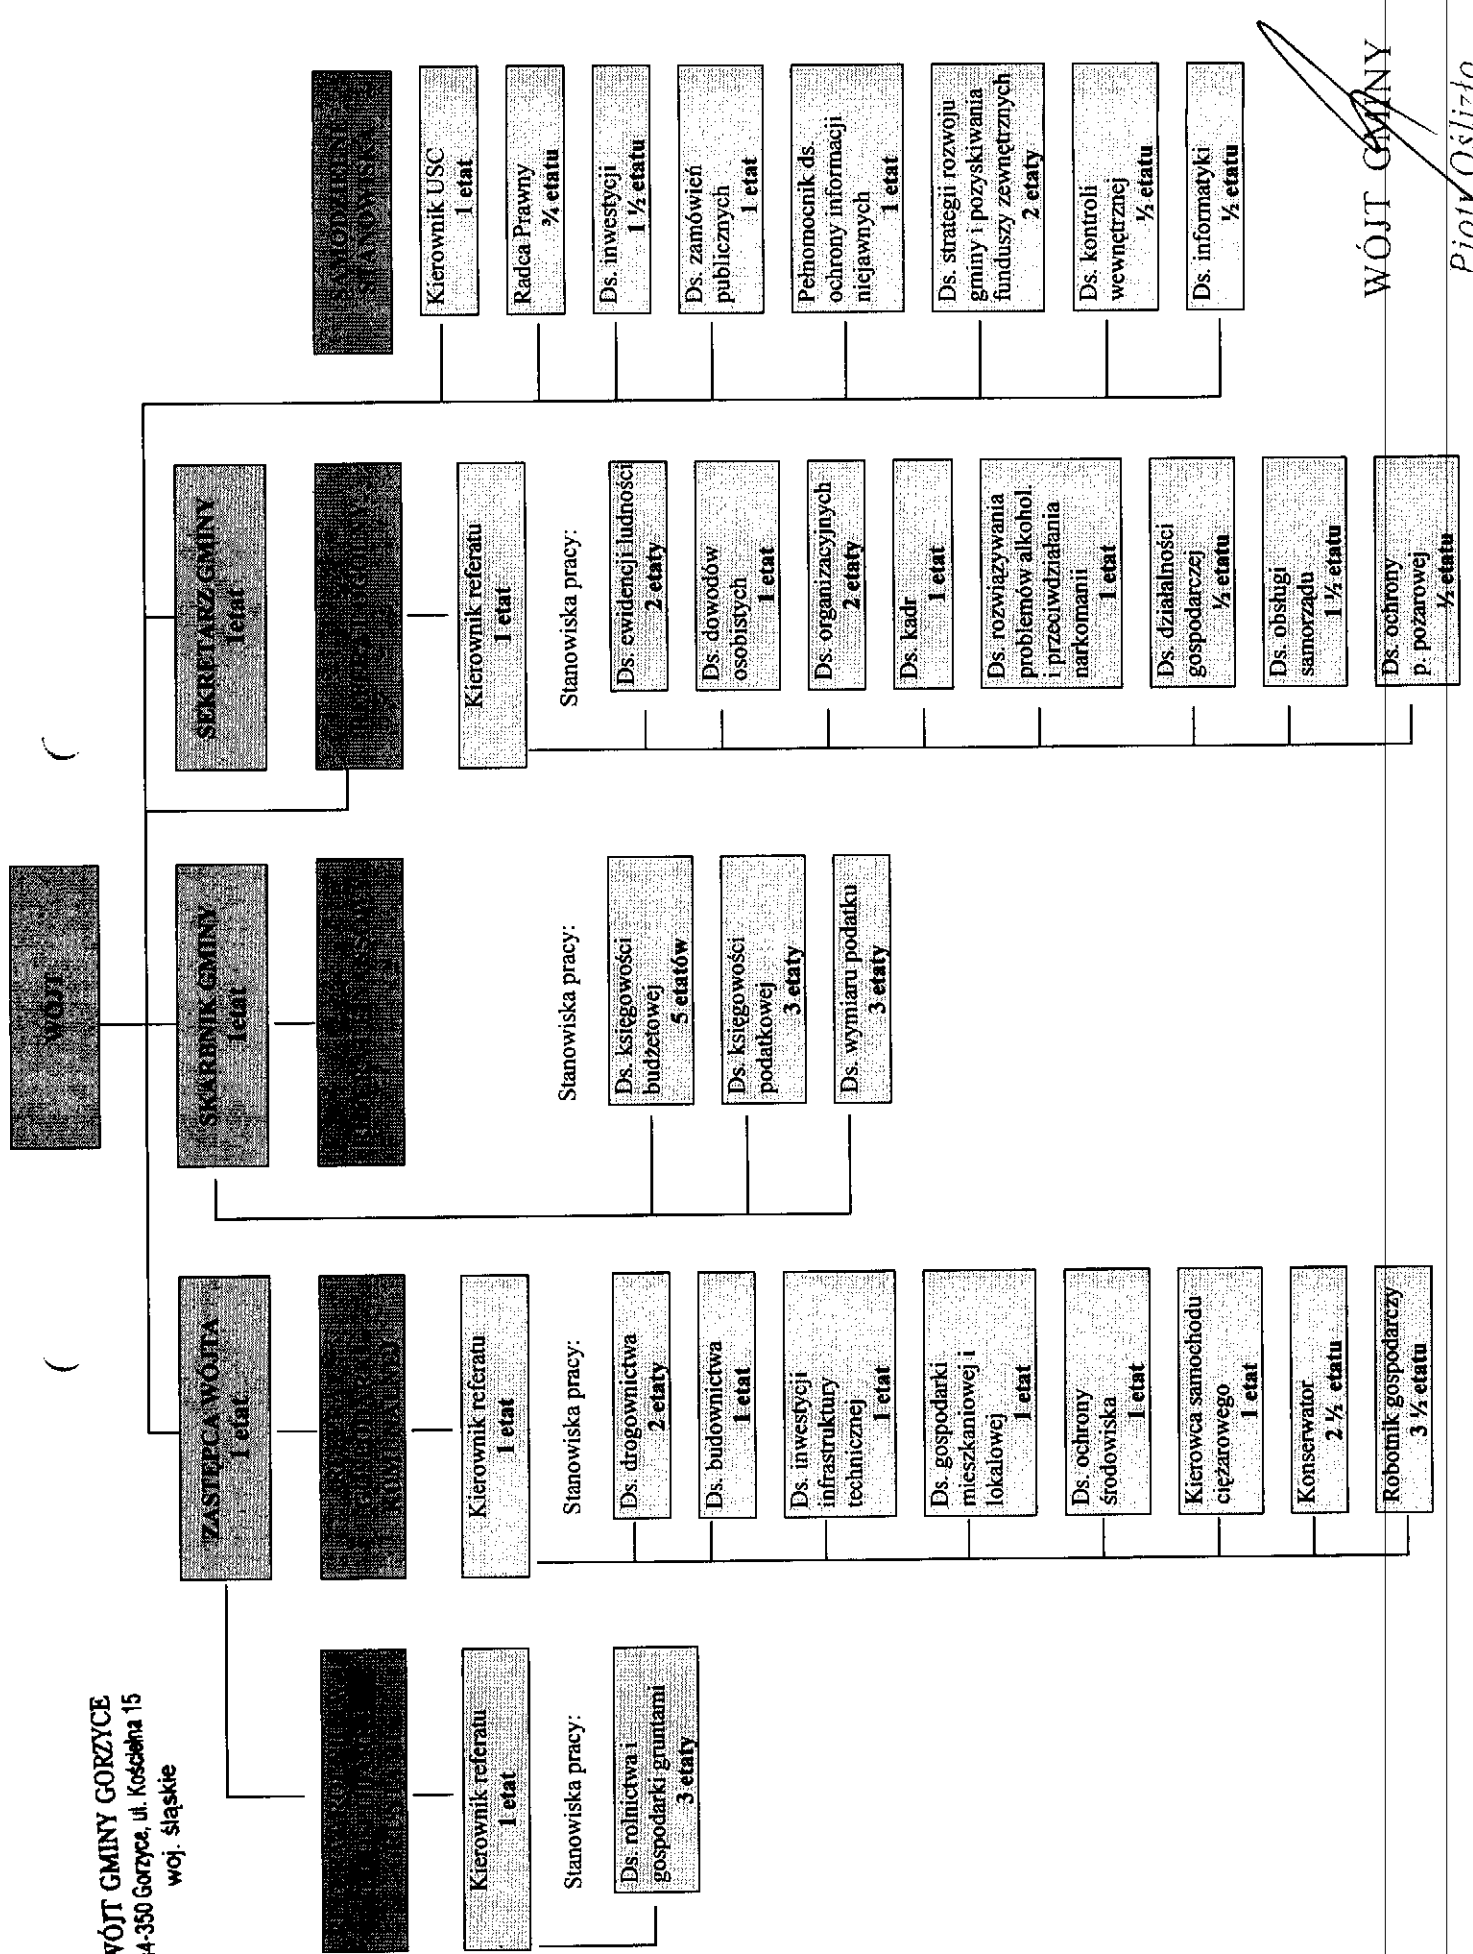 WÓJT GMINY GORZYCE
44-350 Gorzyce, ul. Kościelna 15
woj. śląskie
WÓJT
ZASTĘPCA WÓJTA
1 etat
SKARBNIK GMINY
1 etat
SEKRETARZ GMINY
1 etat
Kierownik referatu
1 etat
Stanowiska pracy:
Ds. rolnictwa i
gospodarki gruntami
3 etaty
GOSPODARKI
KOMUNALNEJ
Kierownik referatu
1 etat
Stanowiska pracy:
Ds. drogownictwa
2 etaty
Ds. budownictwa
1 etat
Ds. inwestycji
infrastruktury
technicznej
1 etat
Ds. gospodarki
mieszkaniowej i
lokalowej
1 etat
Ds. ochrony
środowiska
1 etat
Kierowca samochodu
ciężarowego
1 etat
Konserwator
2 ½ etatu
Robotnik gospodarczy
3 ½ etatu
Stanowiska pracy:
Ds. księgowości
budżetowej
5 etatów
Ds. księgowości
podatkowej
3 etaty
Ds. wymiaru podatku
3 etaty
Kierownik referatu
1 etat
Stanowiska pracy:
Ds. ewidencji ludności
2 etaty
Ds. dowodów
osobistych
1 etat
Ds. organizacyjnych
2 etaty
Ds. kadr
1 etat
Ds. rozwiązywania
problemów alkohol.
i przeciwdziałania
narkomanii
1 etat
Ds. działalności
gospodarczej
½ etatu
Ds. obsługi
samorządu
1 ½ etatu
Ds. ochrony
p. pożarowej
½ etatu
SAMODZIELNE
STANOWISKA
Kierownik USC
1 etat
Radca Prawny
¾ etatu
Ds. inwestycji
1 ½ etatu
Ds. zamówień
publicznych
1 etat
Pełnomocnik ds.
ochrony informacji
niejawnych
1 etat
Ds. strategii rozwoju
gminy i pozyskiwania
funduszy zewnętrznych
2 etaty
Ds. kontroli
wewnętrznej
½ etatu
Ds. informatyki
½ etatu
WÓJT GMINY
Piotr Oślizło